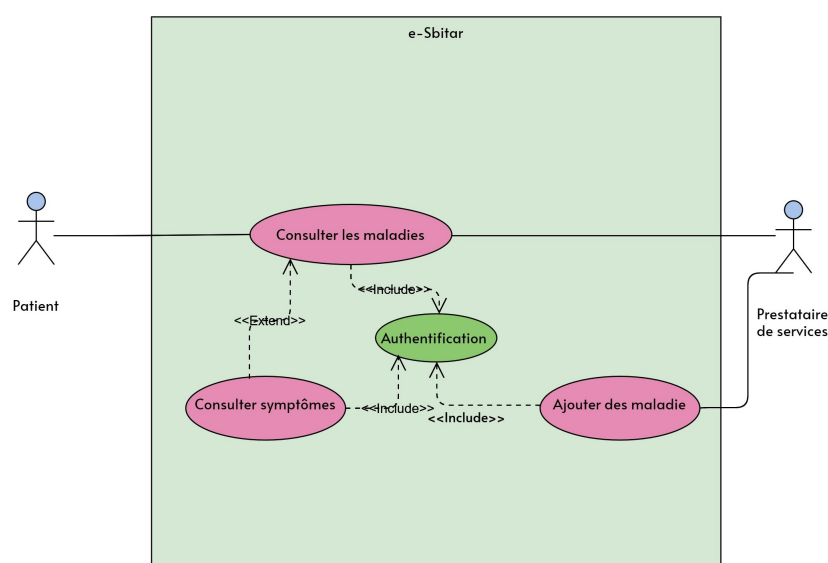 e-Sbitar
Consulter les maladies
Patient
Prestataire
de services
<<Include>>
<<Extend>>
Authentification
Consulter symptômes
<<Include>>
<<Include>>
Ajouter des maladie